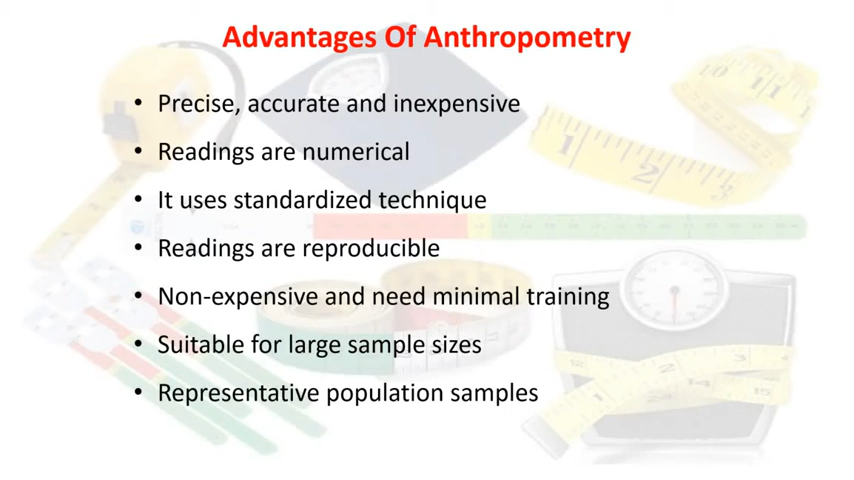 Advantages Of Anthropometry
• Precise, accurate and inexpensive
• Readings are numerical
• It uses standardized technique
• Readings are reproducible
• Non-expensive and need minimal training
• Suitable for large sample sizes
• Representative population samples